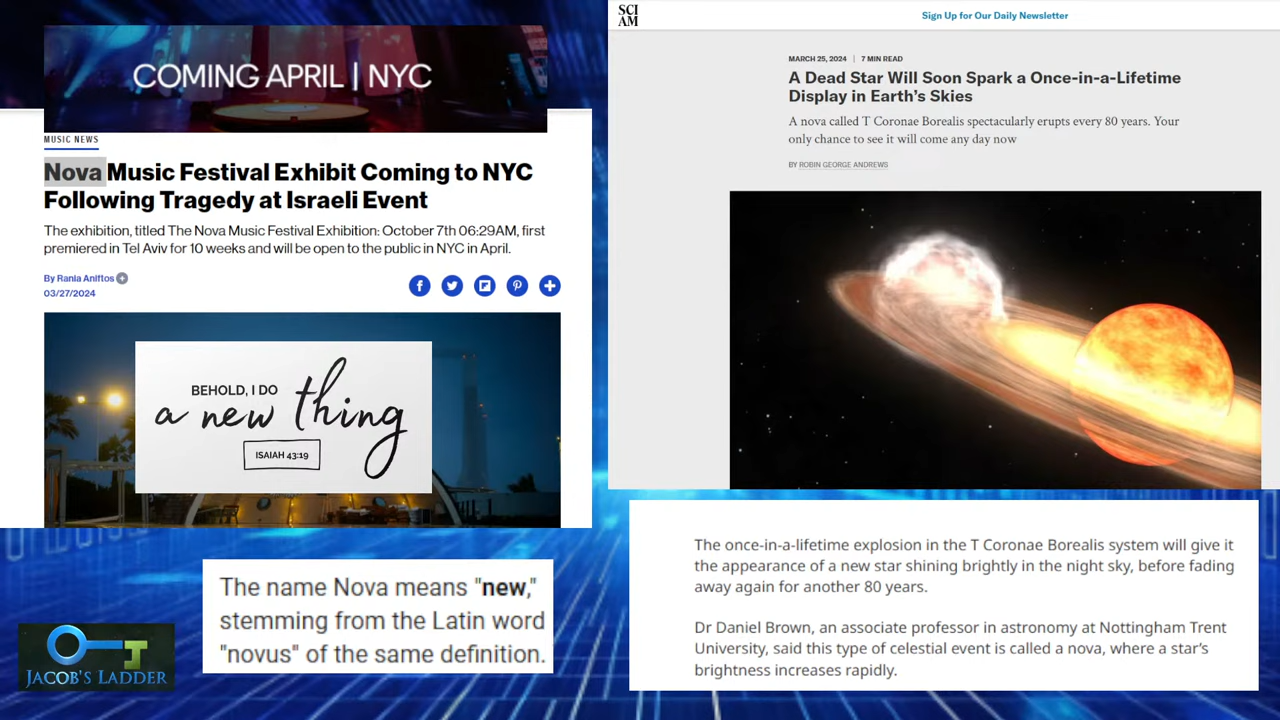 COMING APRIL | NYC
MUSIC NEWS
Nova Music Festival Exhibit Coming to NYC
Following Tragedy at Israeli Event
The exhibition, titled The Nova Music Festival Exhibition: October 7th 06:29AM, first
premiered in Tel Aviv for 10 weeks and will be open to the public in NYC in April.
By Rania Aniftos
03/27/2024
BEHOLD, I DO
a new thing
ISAIAH 43:19
The name Nova means "new,"
stemming from the Latin word
"novus" of the same definition.
JACOB'S LADDER
SCI
AM
Sign Up for Our Daily Newsletter
MARCH 25, 2024 | 7 MIN READ
A Dead Star Will Soon Spark a Once-in-a-Lifetime
Display in Earth's Skies
A nova called T Coronae Borealis spectacularly erupts every 80 years. Your
only chance to see it will come any day now
BY ROBIN GEORGE ANDREWS
The once-in-a-lifetime explosion in the T Coronae Borealis system will give it
the appearance of a new star shining brightly in the night sky, before fading
away again for another 80 years.
Dr Daniel Brown, an associate professor in astronomy at Nottingham Trent
University, said this type of celestial event is called a nova, where a star's
brightness increases rapidly.